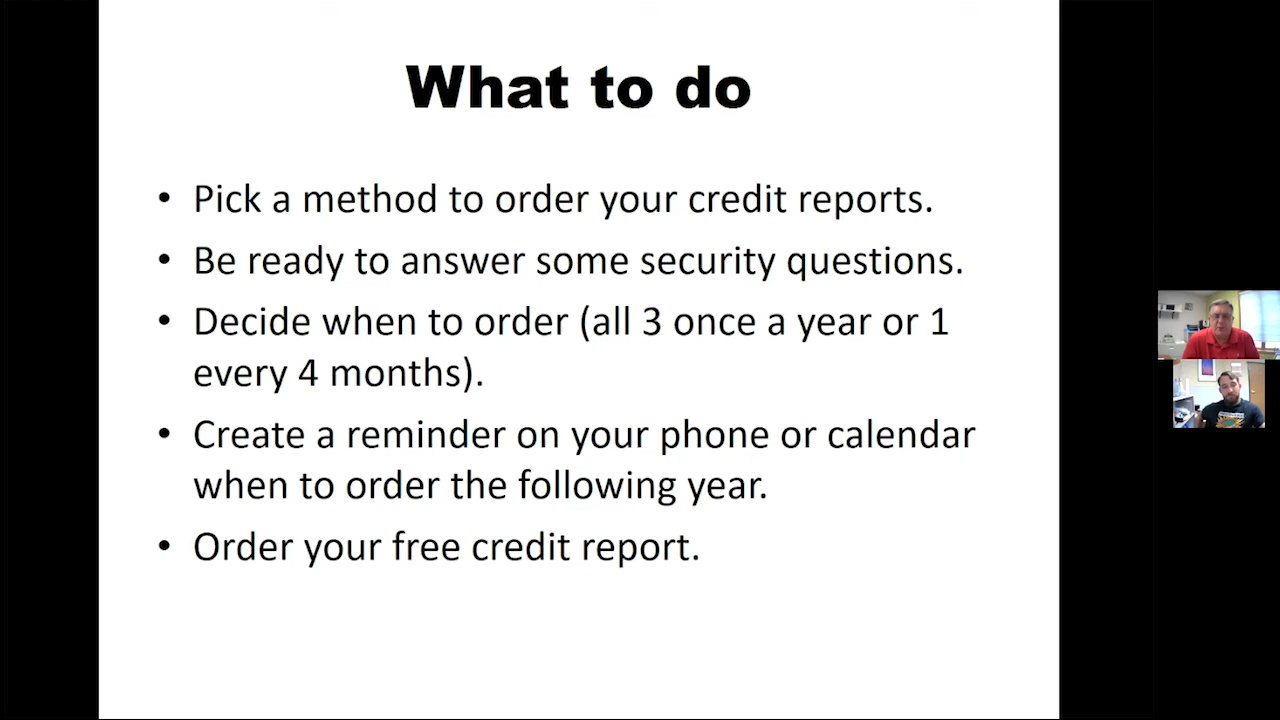 What to do
• Pick a method to order your credit reports.
• Be ready to answer some security questions.
• Decide when to order (all 3 once a year or 1
every 4 months).
• Create a reminder on your phone or calendar
when to order the following year.
• Order your free credit report.